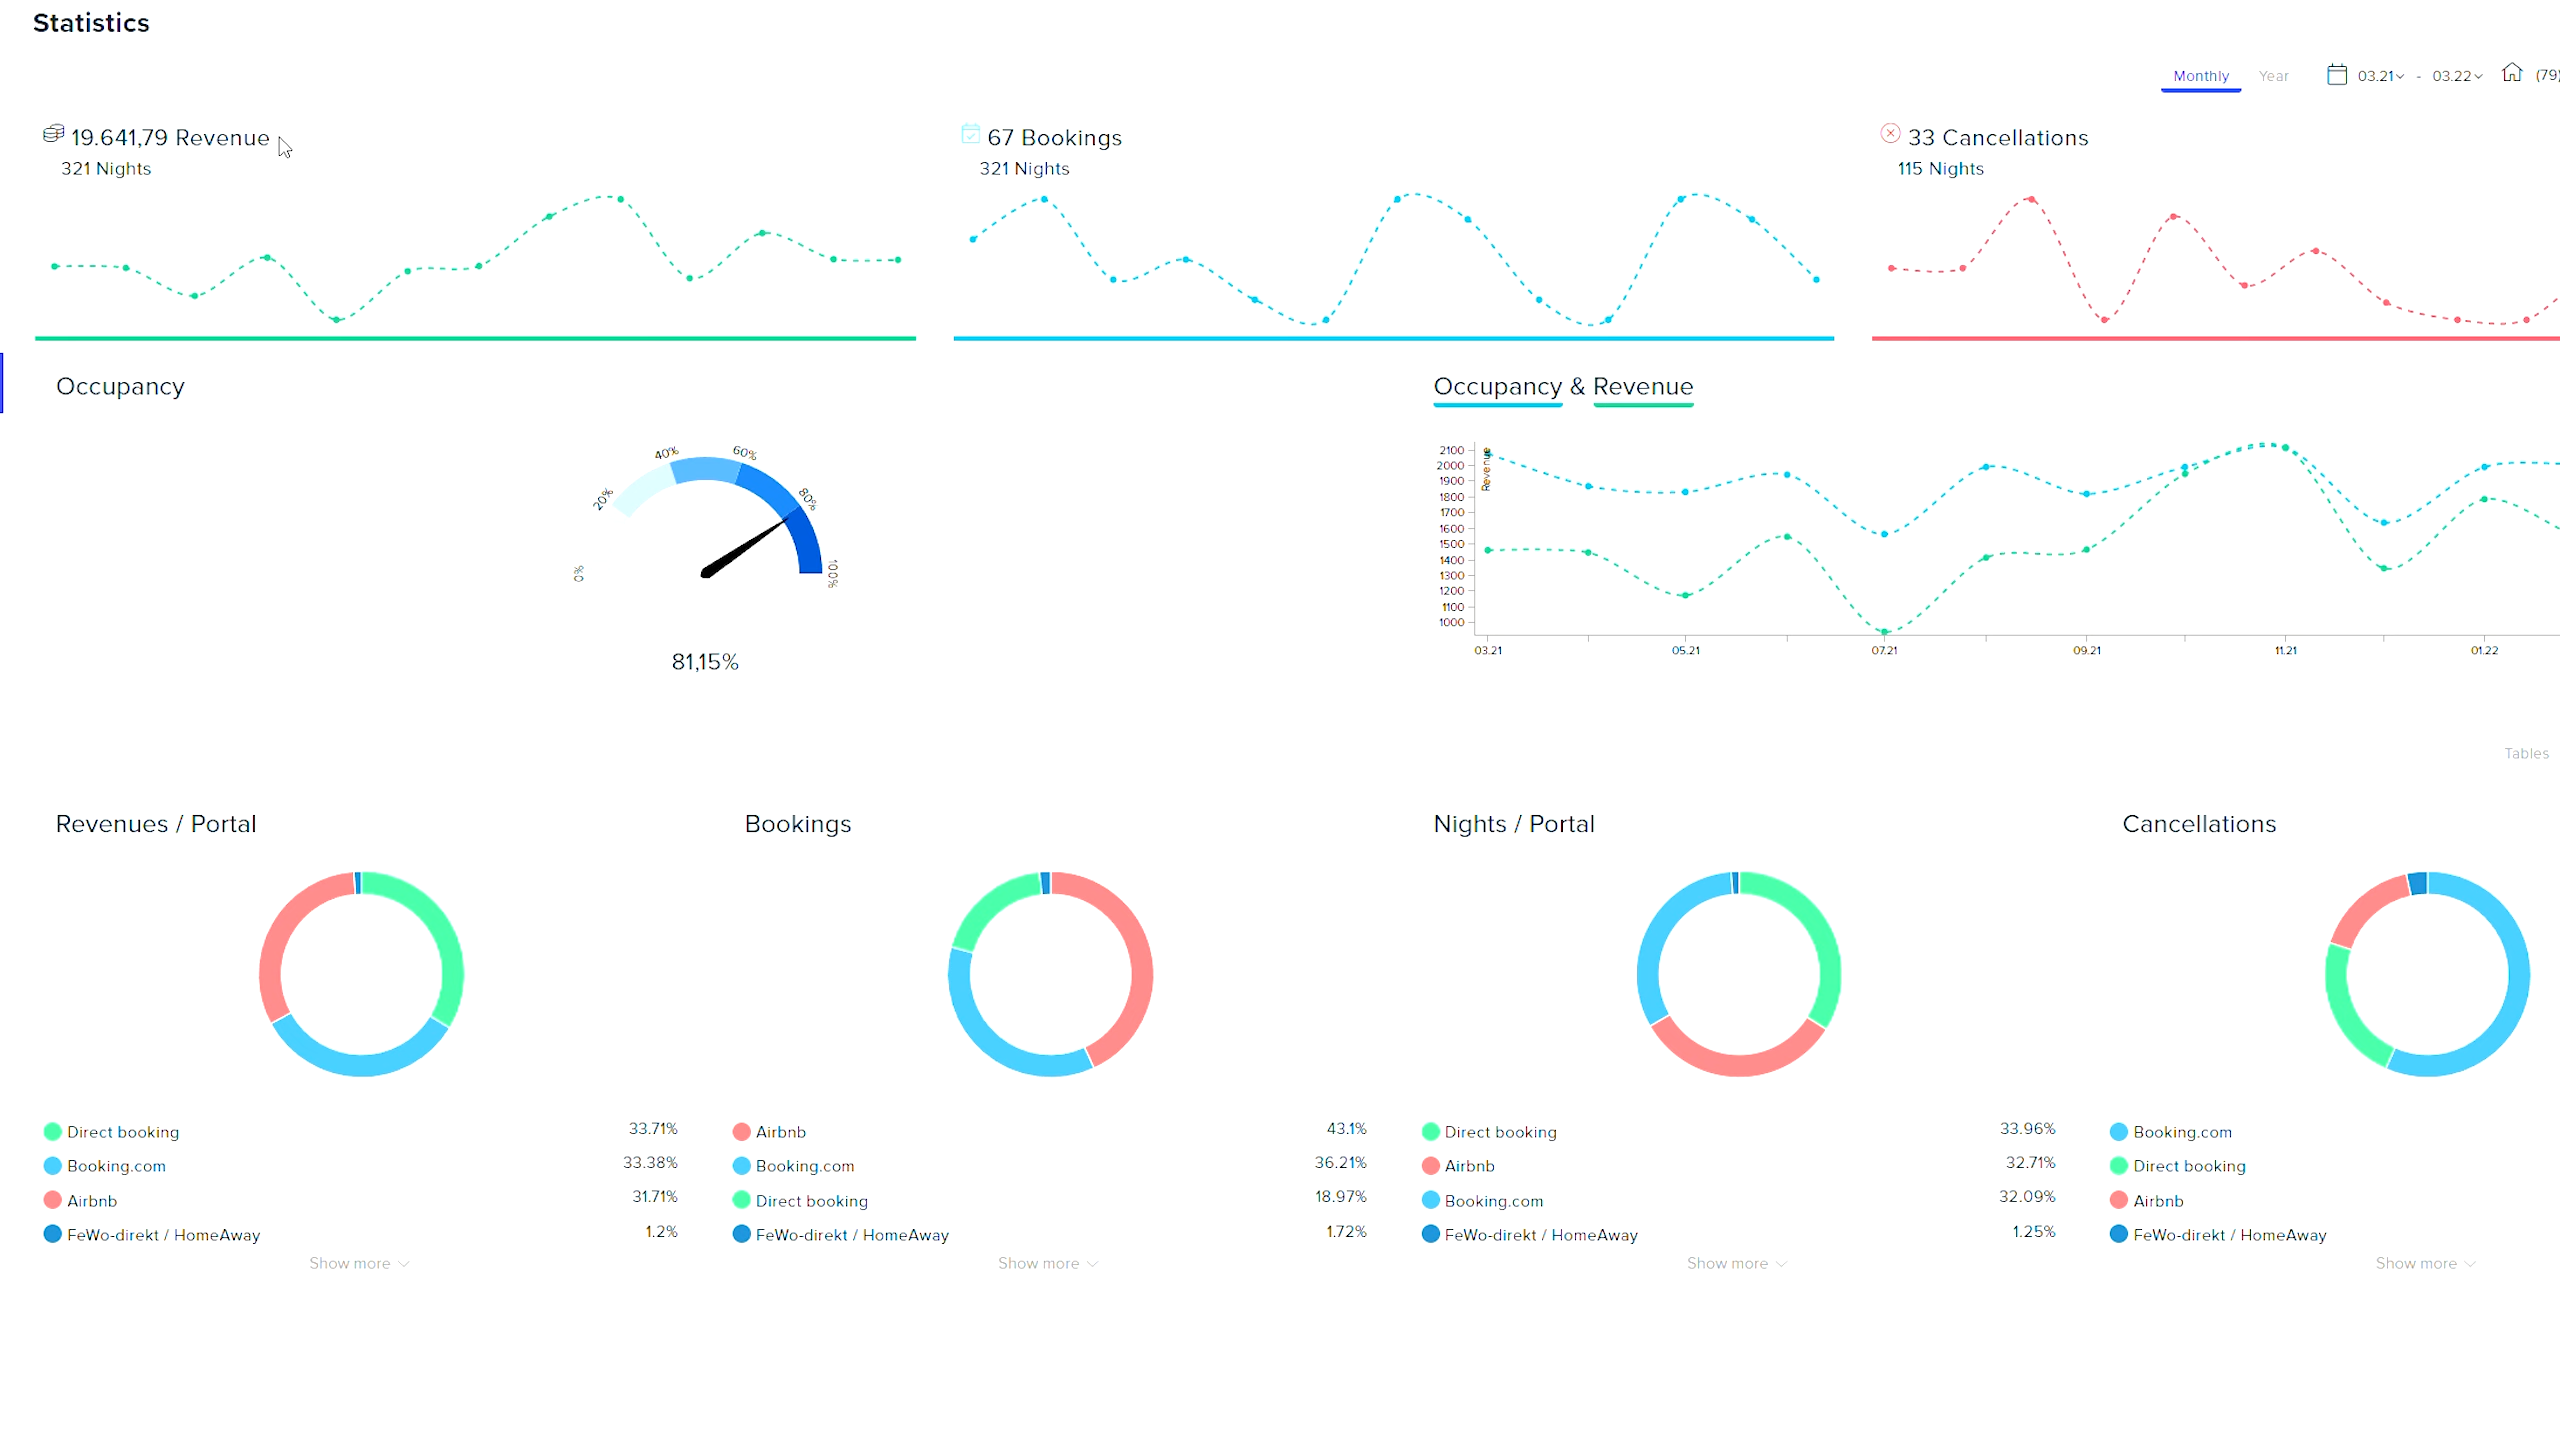 Statistics
Monthly Year 03.21 - 03.22 (79)
19.641,79 Revenue
321 Nights
67 Bookings
321 Nights
33 Cancellations
115 Nights
Occupancy
0%
20%
40%
60%
80%
100%
81,15%
Occupancy & Revenue
Revenue
2100
2000
1900
1800
1700
1600
1500
1400
1300
1200
1100
1000
03.21 05.21 07.21 09.21 11.21 01.22
Tables
Revenues / Portal
Direct booking 33.71%
Booking.com 33.38%
Airbnb 31.71%
FeWo-direkt / HomeAway 1.2%
Show more
Bookings
Airbnb 43.1%
Booking.com 36.21%
Direct booking 18.97%
FeWo-direkt / HomeAway 1.72%
Show more
Nights / Portal
Direct booking 33.96%
Airbnb 32.71%
Booking.com 32.09%
FeWo-direkt / HomeAway 1.25%
Show more
Cancellations
Booking.com
Direct booking
Airbnb
FeWo-direkt / HomeAway
Show more